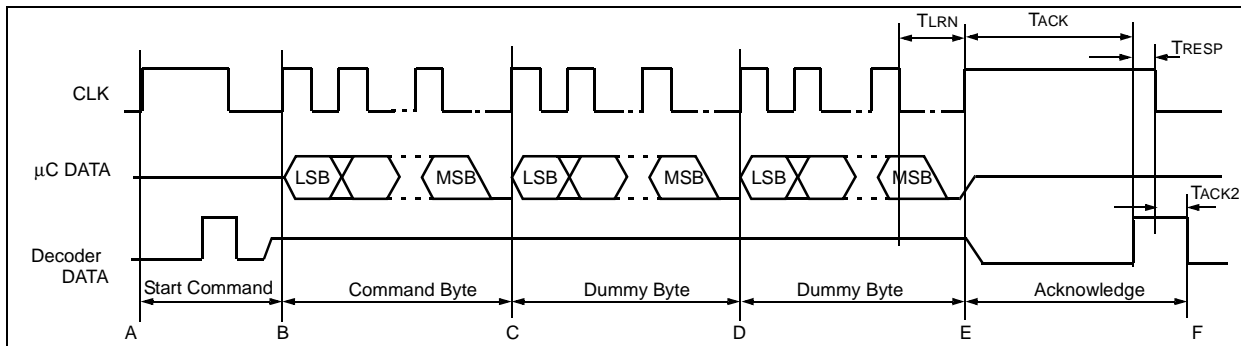 TLRN
TACK
TRESP
CLK
μC DATA
LSB
MSB
LSB
MSB
LSB
MSB
TACK2
Decoder
DATA
Start Command
Command Byte
Dummy Byte
Dummy Byte
Acknowledge
A
B
C
D
E
F